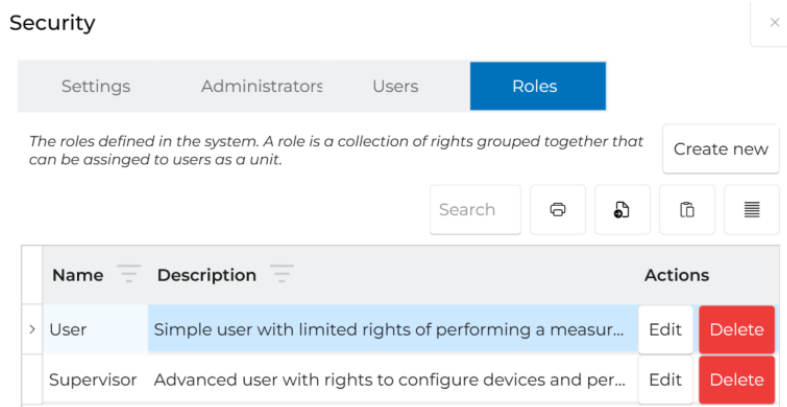 Security
Settings Administrators Users Roles
The roles defined in the system. A role is a collection of rights grouped together that
can be assinged to users as a unit.
Create new
Search
Name Description Actions
User Simple user with limited rights of performing a measur... Edit Delete
Supervisor Advanced user with rights to configure devices and per... Edit Delete